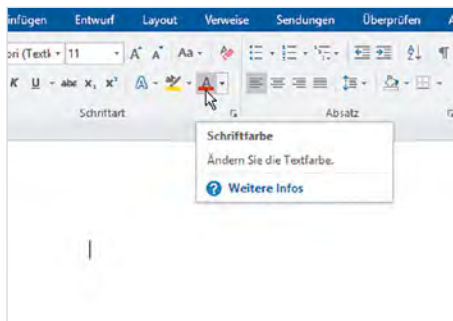 infügen Entwurf Layout Verweise Sendungen Überprüfen A
ori (Textk 11 A A Aa
K U abc x, x² A aby A
Schriftart Absatz
Schriftfarbe
Ändern Sie die Textfarbe.
? Weitere Infos